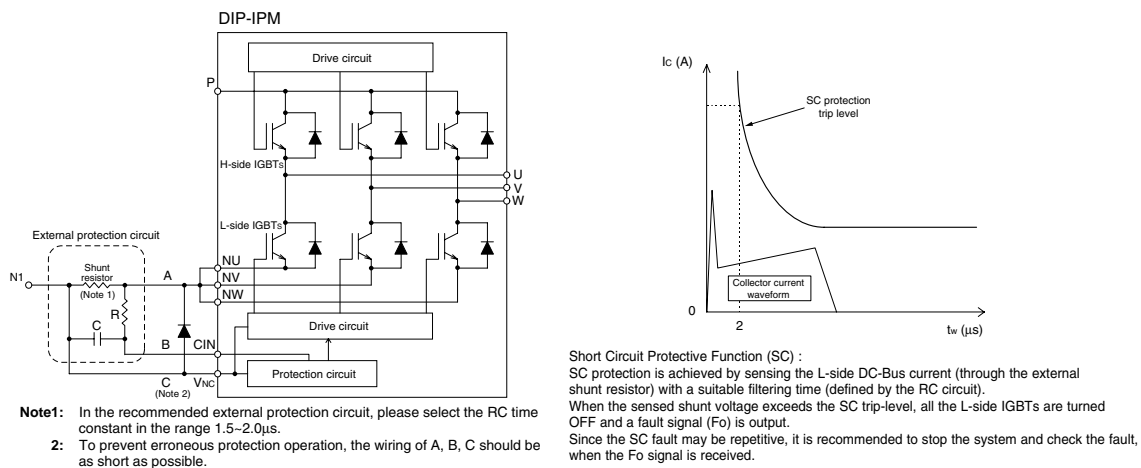 DIP-IPM
Drive circuit
P
H-side IGBTs
U
V
W
L-side IGBTs
External protection circuit
NU
Shunt
resistor
(Note 1)
A
N1
NV
NW
R
C
Drive circuit
B
CIN
Protection circuit
C
VNC
(Note 2)
Note1: In the recommended external protection circuit, please select the RC time
constant in the range 1.5~2.0µs.
2: To prevent erroneous protection operation, the wiring of A, B, C should be
as short as possible.
IC (A)
SC protection
trip level
Collector current
waveform
0
2
tw (µs)
Short Circuit Protective Function (SC) :
SC protection is achieved by sensing the L-side DC-Bus current (through the external
shunt resistor) with a suitable filtering time (defined by the RC circuit).
When the sensed shunt voltage exceeds the SC trip-level, all the L-side IGBTs are turned
OFF and a fault signal (Fo) is output.
Since the SC fault may be repetitive, it is recommended to stop the system and check the fault,
when the Fo signal is received.